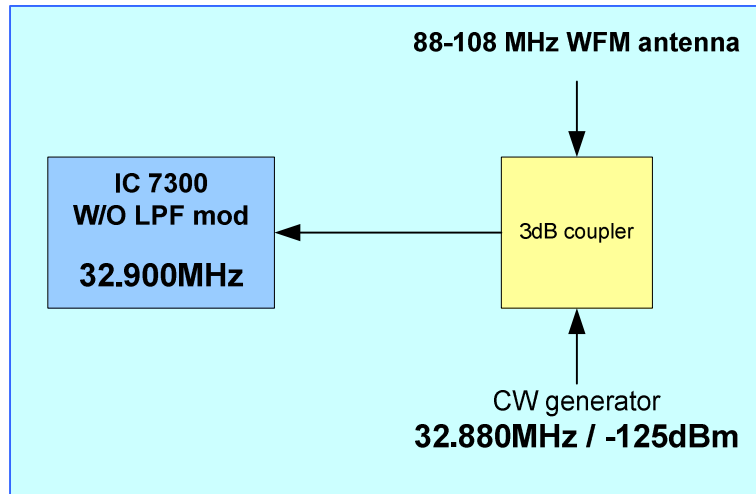 88-108 MHz WFM antenna
IC 7300
W/O LPF mod
32.900MHz
3dB coupler
CW generator
32.880MHz / -125dBm